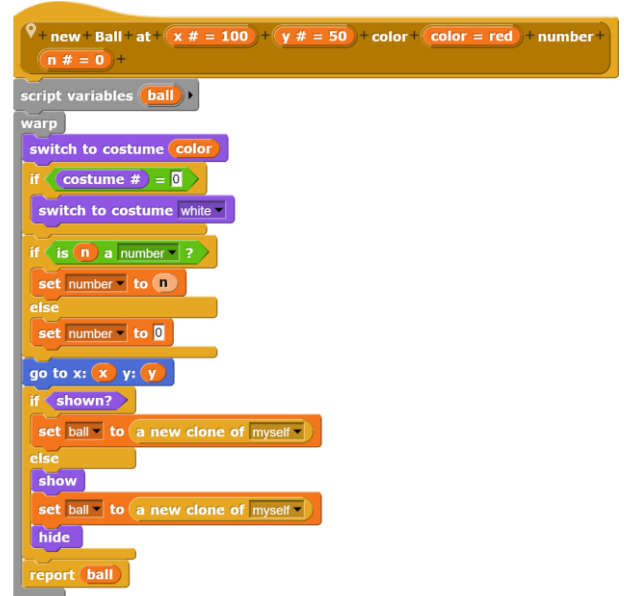 + new + Ball + at + x # = 100 + y # = 50 + color + color = red + number +
n # = 0 +
script variables ball
warp
switch to costume color
if costume # = 0
switch to costume white
if is n a number ?
set number to n
else
set number to 0
go to x: x y: y
if shown?
set ball to a new clone of myself
else
show
set ball to a new clone of myself
hide
report ball